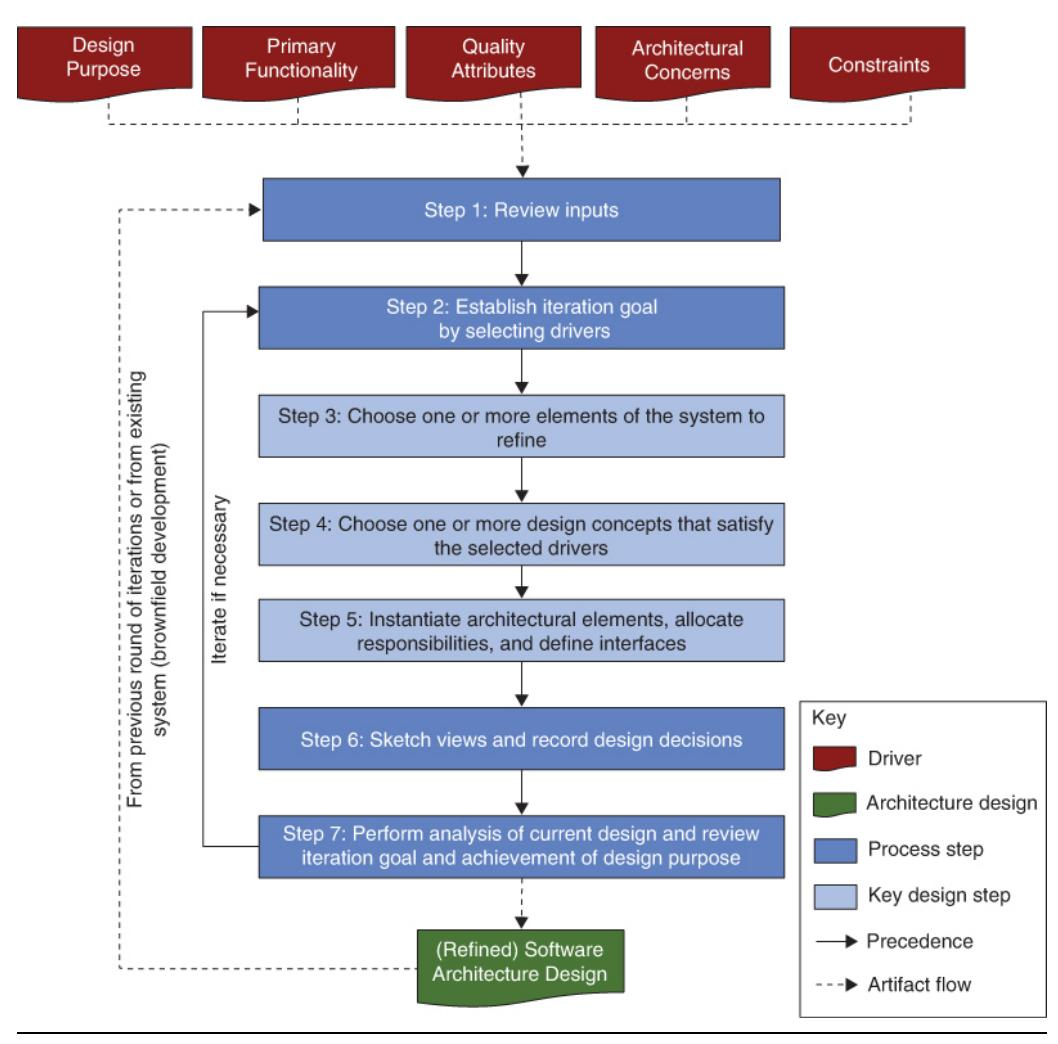 Design
Purpose
Primary
Functionality
Quality
Attributes
Architectural
Concerns
Constraints
Step 1: Review inputs
Step 2: Establish iteration goal
by selecting drivers
Step 3: Choose one or more elements of the system to
refine
Step 4: Choose one or more design concepts that satisfy
the selected drivers
Step 5: Instantiate architectural elements, allocate
responsibilities, and define interfaces
Step 6: Sketch views and record design decisions
Step 7: Perform analysis of current design and review
iteration goal and achievement of design purpose
(Refined) Software
Architecture Design
From previous round of iterations or from existing
system (brownfield development)
Iterate if necessary
Key
Driver
Architecture design
Process step
Key design step
Precedence
Artifact flow